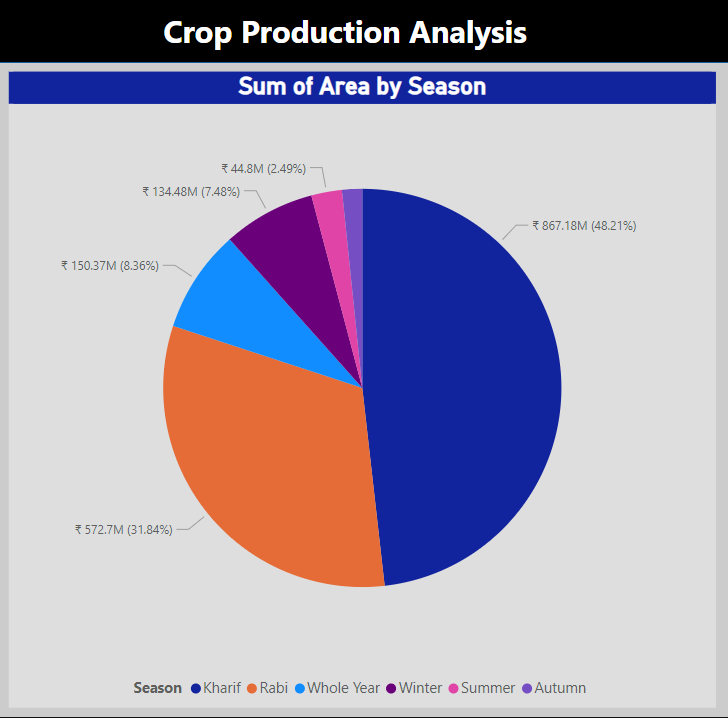 Crop Production Analysis
Sum of Area by Season
₹ 44.8M (2.49%)
₹ 134.48M (7.48%)
₹ 867.18M (48.21%)
₹ 150.37M (8.36%)
₹ 572.7M (31.84%)
Season Kharif Rabi Whole Year Winter Summer Autumn